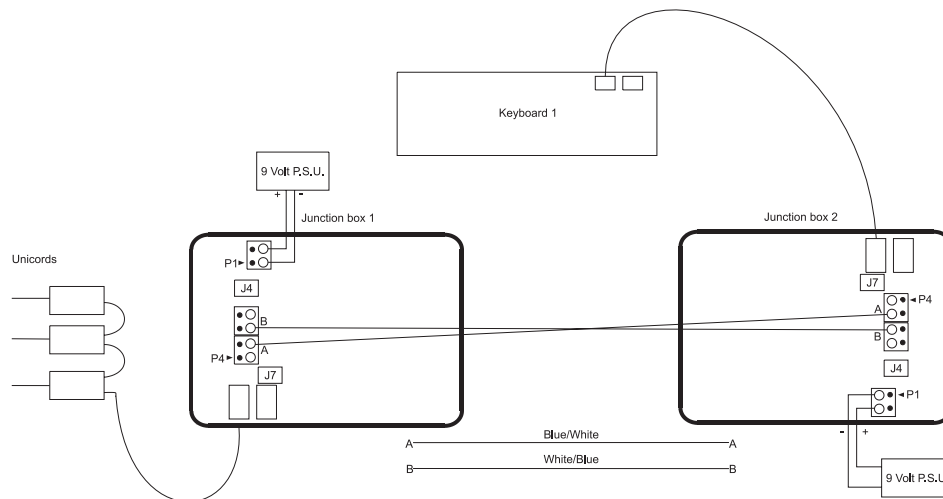 Keyboard 1
9 Volt P.S.U.
+ -
Junction box 1
Junction box 2
Unicords
P1►
J4
B
A
P4►
J7
J7
◄P4
A
B
J4
◄P1
- +
A Blue/White A
B White/Blue B
9 Volt P.S.U.